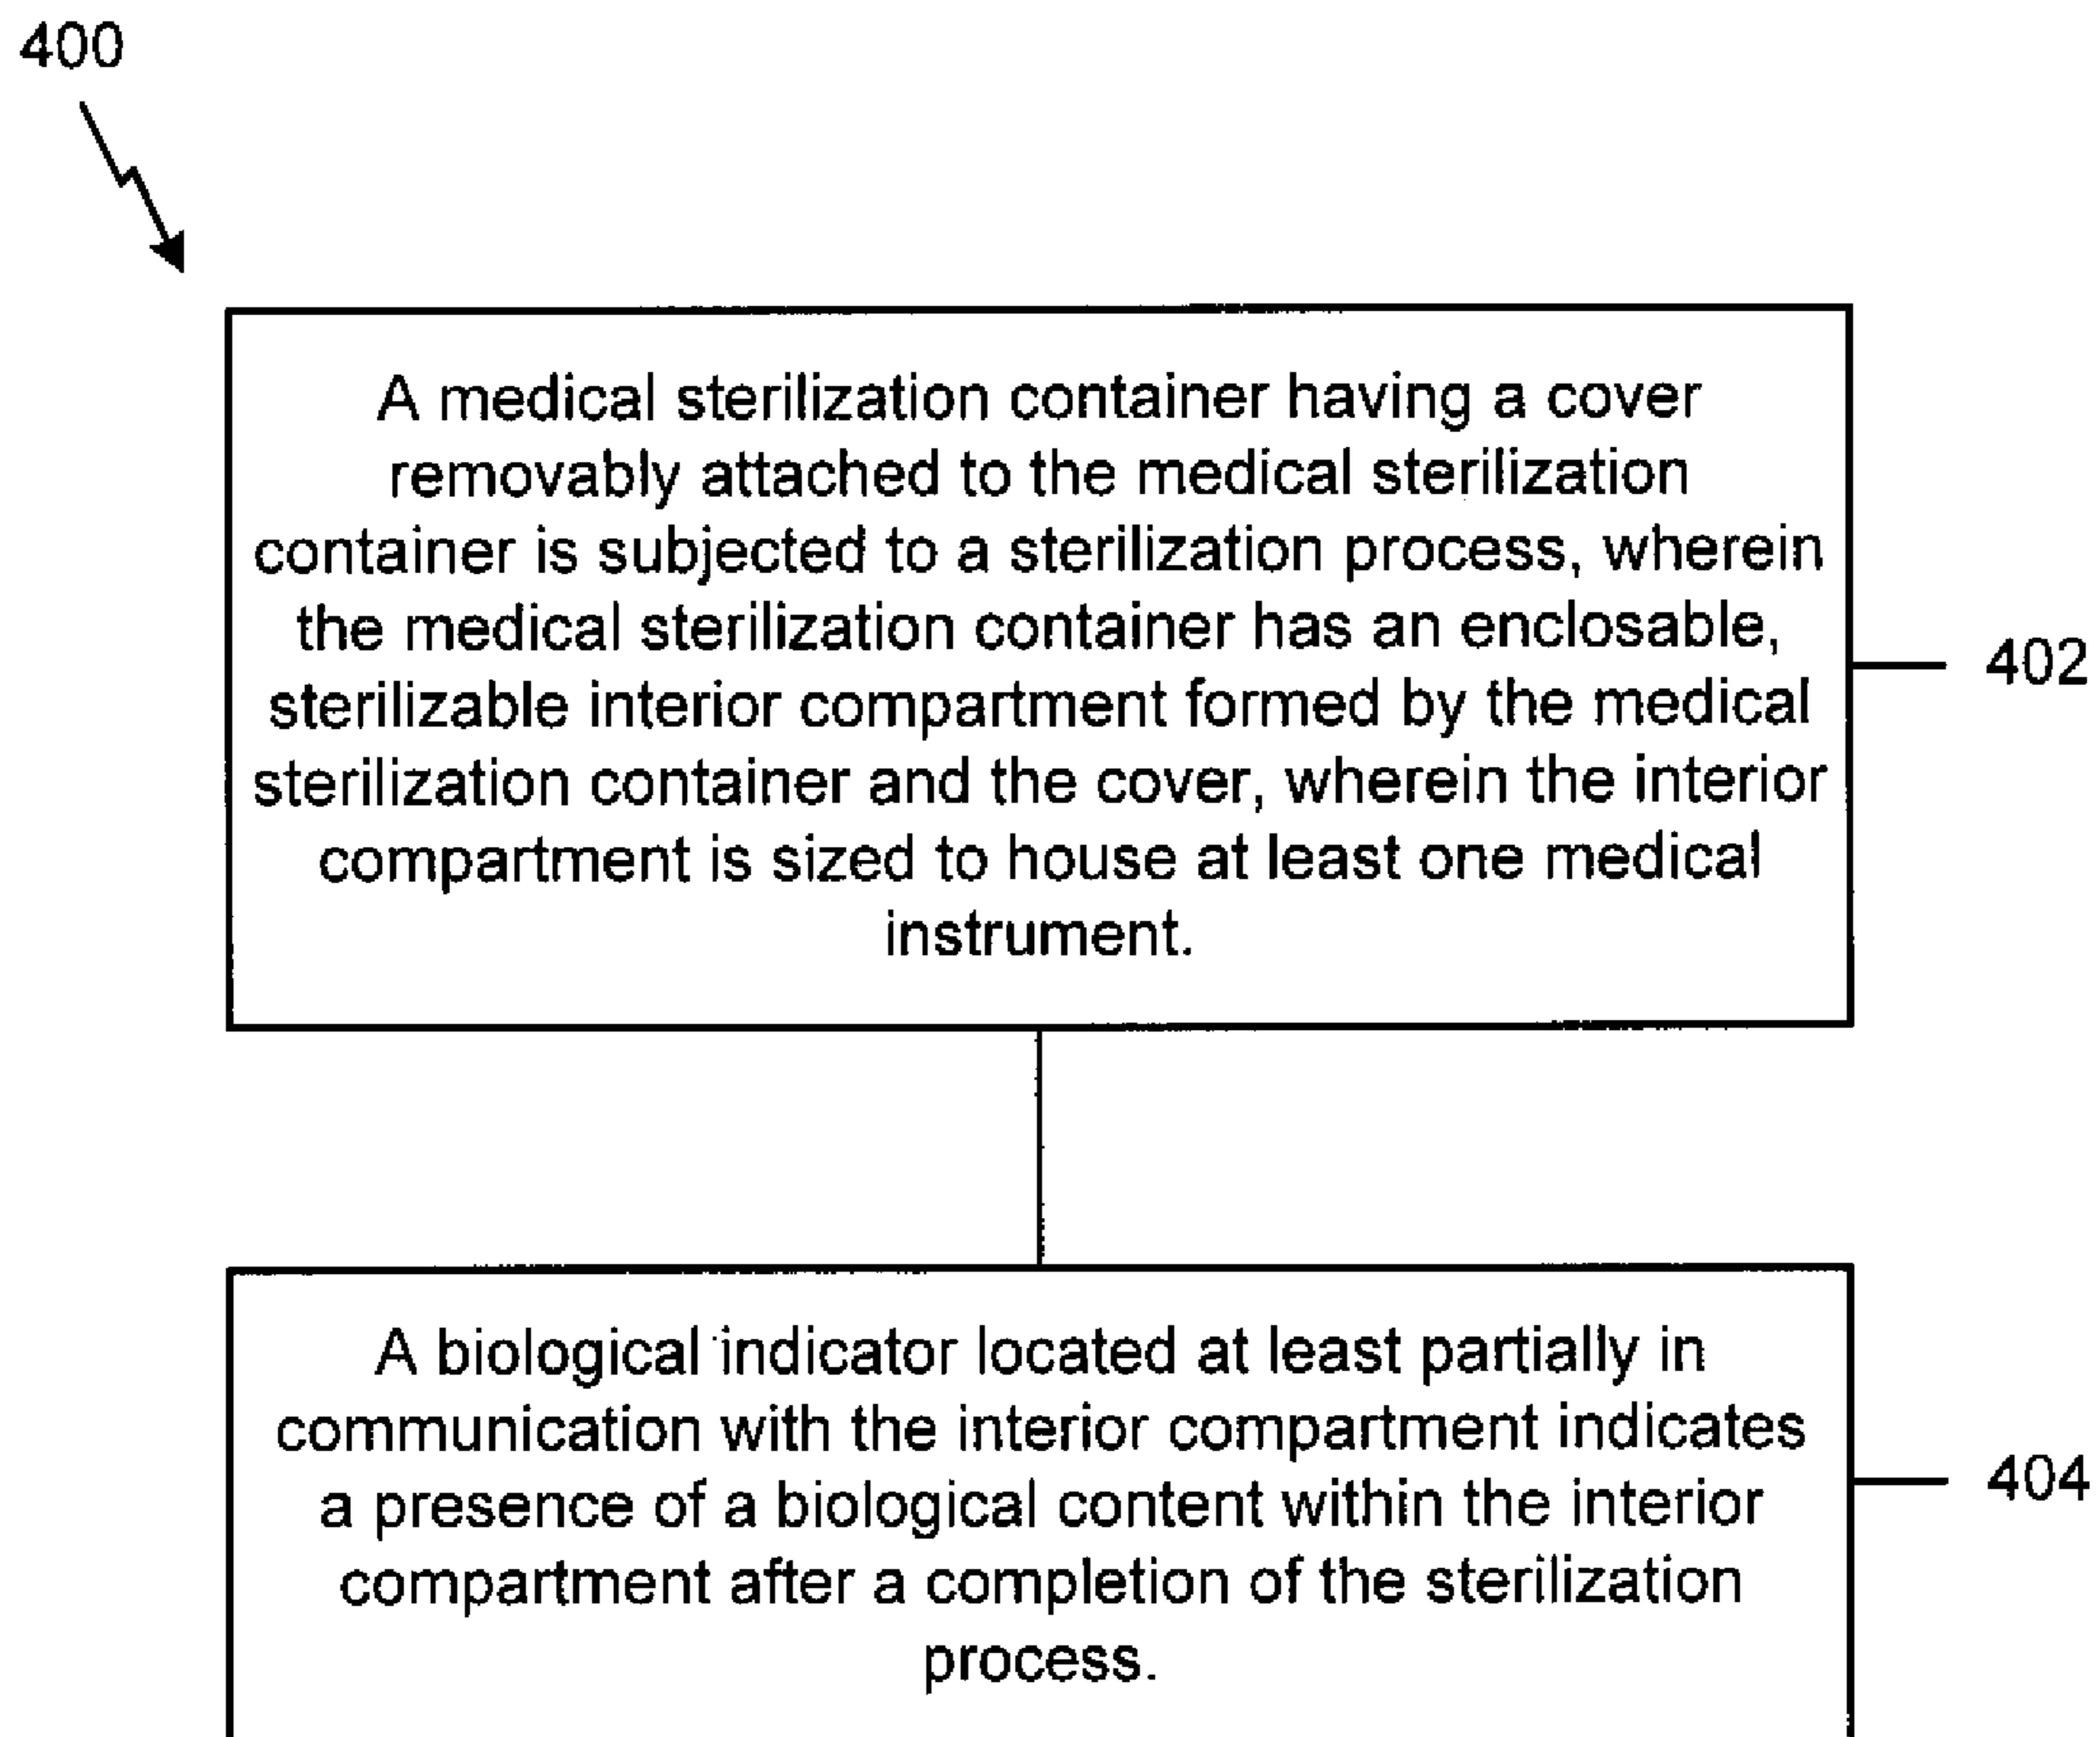 400
A medical sterilization container having a cover
removably attached to the medical sterilization
container is subjected to a sterilization process, wherein
the medical sterilization container has an enclosable,
sterilizable interior compartment formed by the medical
sterilization container and the cover, wherein the interior
compartment is sized to house at least one medical
instrument.
402
A biological indicator located at least partially in
communication with the interior compartment indicates
a presence of a biological content within the interior
compartment after a completion of the sterilization
process.
404